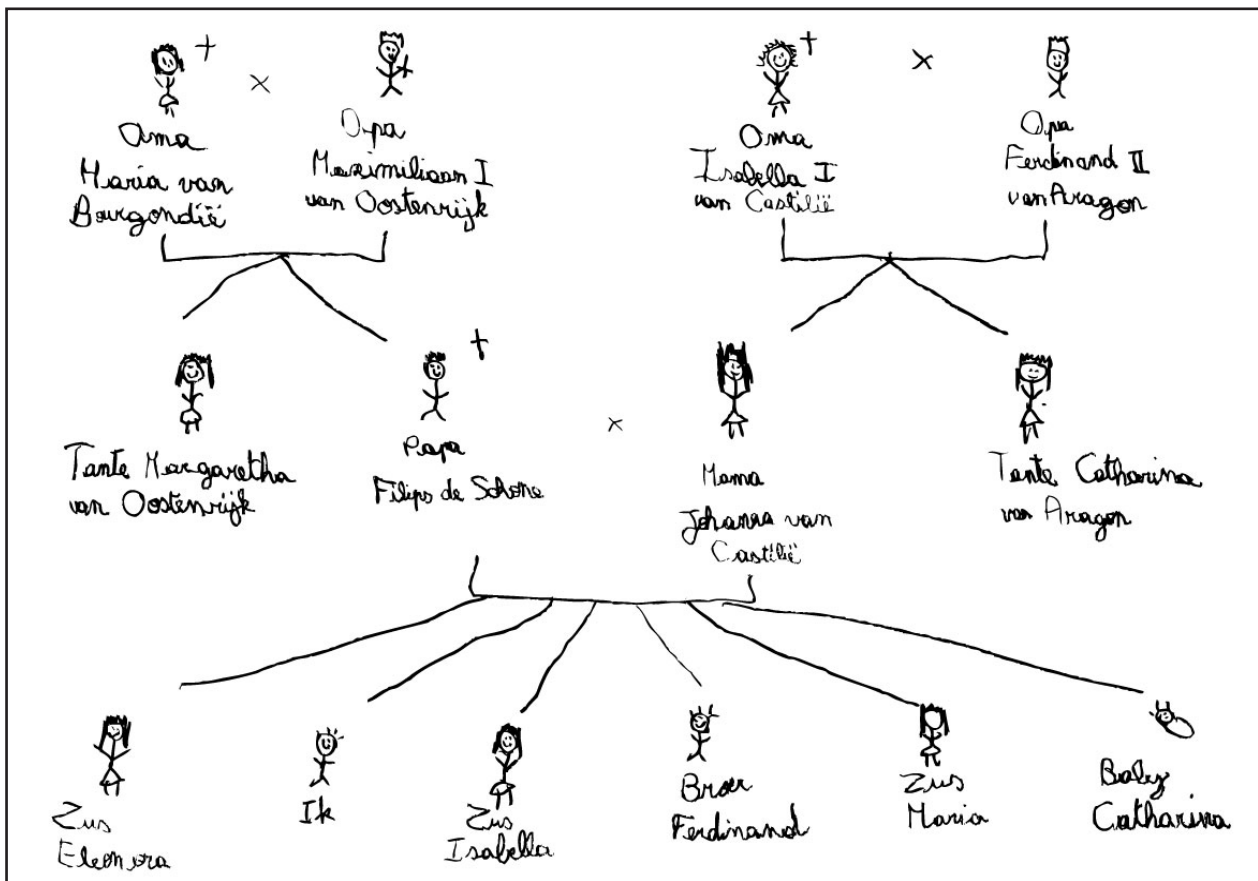 Oma
Maria van
Bourgondië
x
Opa
Maximiliaan I
van Oostenrijk
Oma
Isabella I
van Castilië
x
Opa
Ferdinand II
van Aragon
Tante Margaretha
van Oostenrijk
Papa
Filips de Schone
x
Mama
Johanna van
Castilië
Tante Catharina
van Aragon
Zus
Eleonora
Ik
Zus
Isabella
Broer
Ferdinand
Zus
Maria
Baby
Catharina